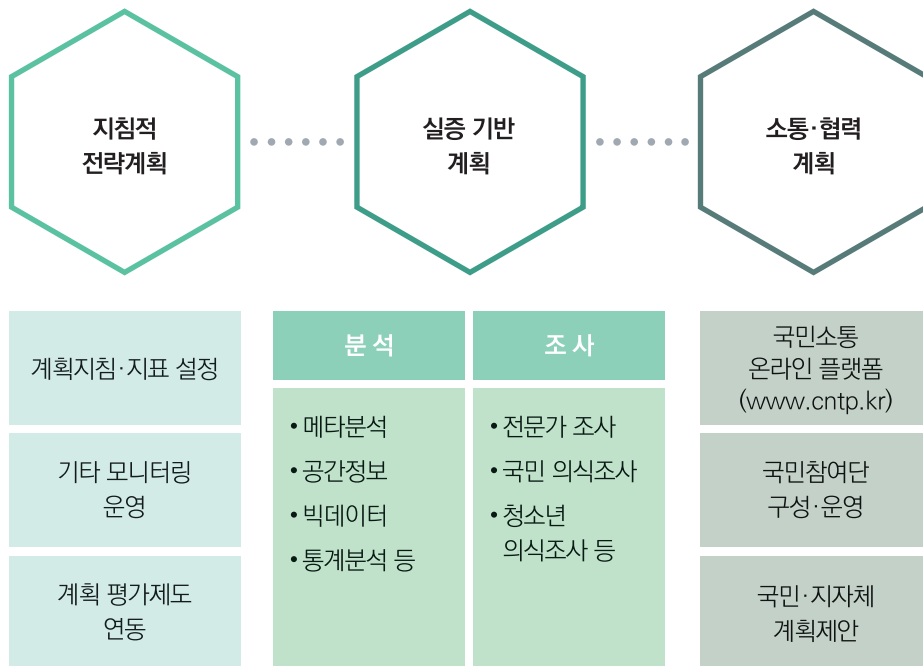 지침적
전략계획
실증 기반
계획
소통·협력
계획
계획지침·지표 설정
기타 모니터링
운영
계획 평가제도
연동
분 석
• 메타분석
• 공간정보
• 빅데이터
• 통계분석 등
조 사
• 전문가 조사
• 국민 의식조사
• 청소년
의식조사 등
국민소통
온라인 플랫폼
(www.cntp.kr)
국민참여단
구성·운영
국민·지자체
계획제안